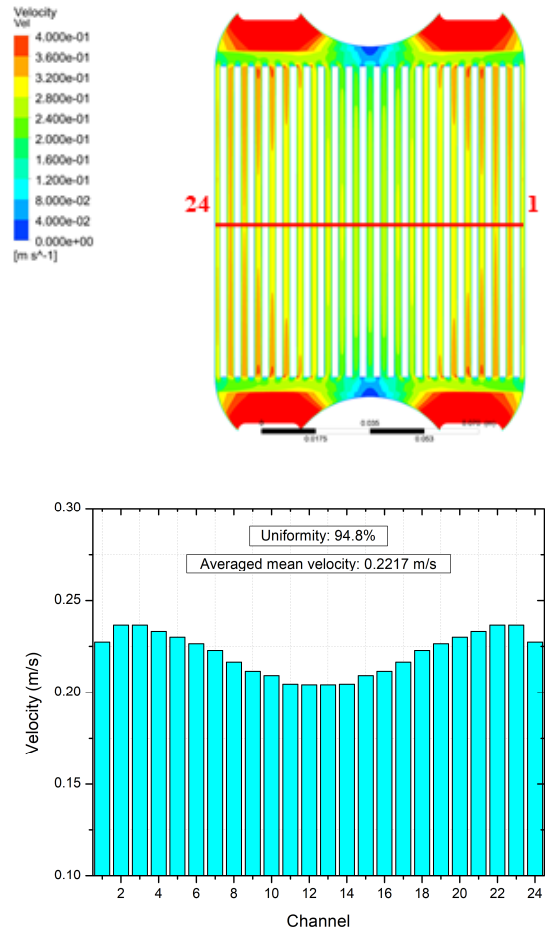 Velocity
Vel
4.000e-01
3.600e-01
3.200e-01
2.800e-01
2.400e-01
2.000e-01
1.600e-01
1.200e-01
8.000e-02
4.000e-02
0.000e+00
[m s^-1]
24
1
0 0.035 0.070 (m)
0.0175 0.053
Uniformity: 94.8%
Averaged mean velocity: 0.2217 m/s
0.30
0.25
0.20
0.15
0.10
Velocity (m/s)
2 4 6 8 10 12 14 16 18 20 22 24
Channel